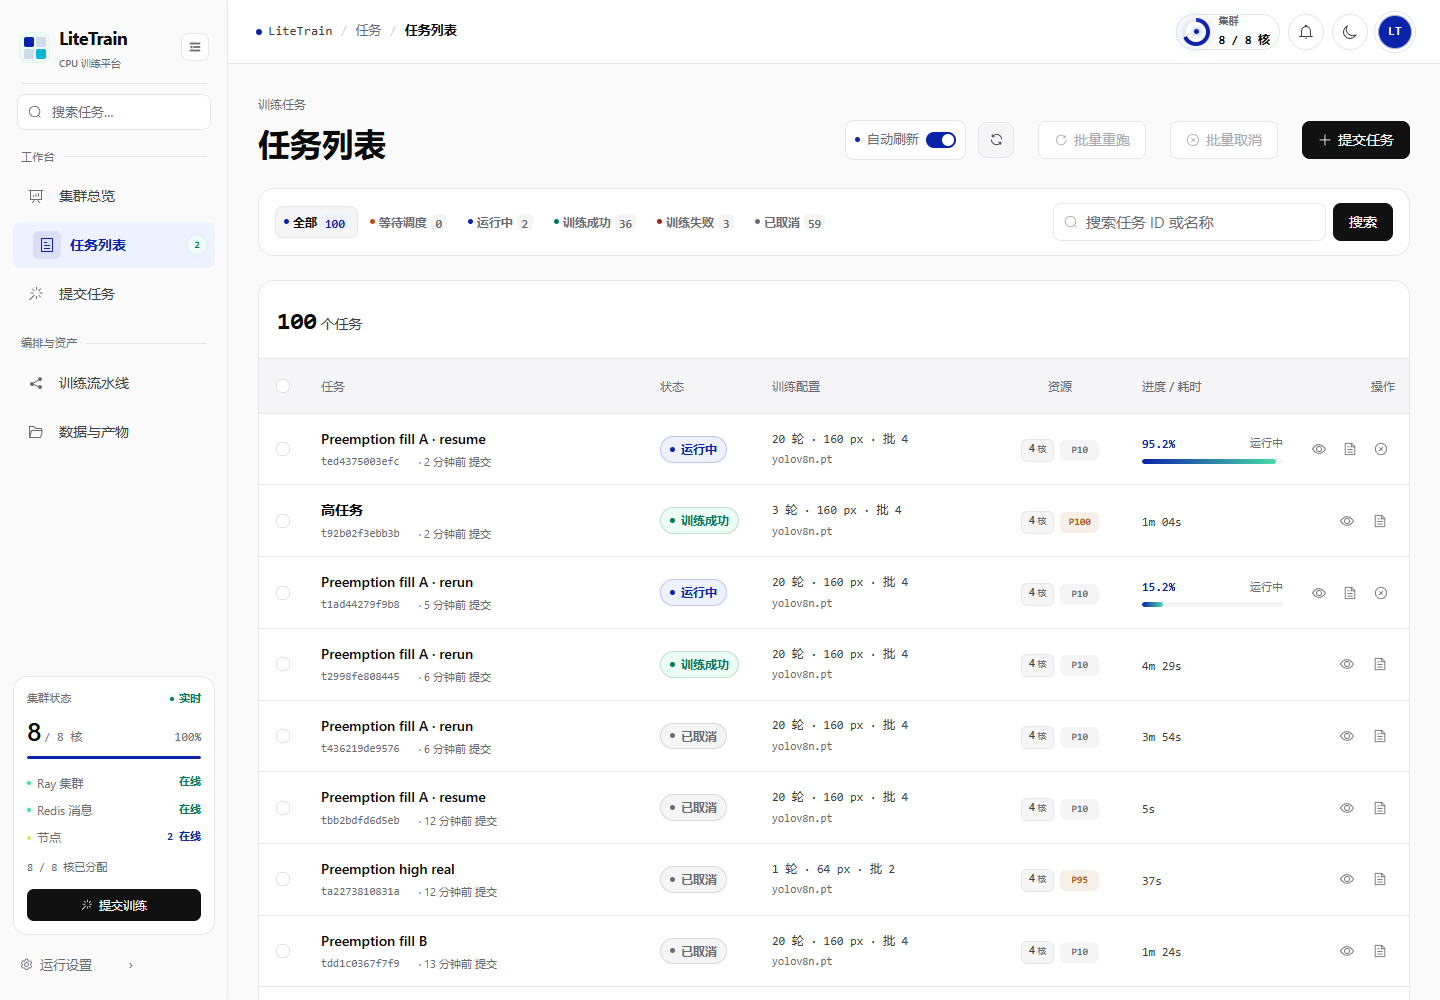 LiteTrain
CPU 训练平台
搜索任务...
工作台
集群总览
任务列表 2
提交任务
编排与资产
训练流水线
数据与产物
集群状态 实时
8 / 8 核 100%
Ray 集群 在线
Redis 消息 在线
节点 2 在线
8 / 8 核已分配
提交训练
运行设置 ›
LiteTrain / 任务 / 任务列表
集群
8 / 8 核
LT
训练任务
任务列表
自动刷新
批量重跑
批量取消
提交任务
全部 100 等待调度 0 运行中 2 训练成功 36 训练失败 3 已取消 59
搜索任务 ID 或名称
搜索
100 个任务
任务 状态 训练配置 资源 进度 / 耗时 操作
Preemption fill A · resume
ted4375003efc · 2 分钟前 提交
运行中
20 轮 · 160 px · 批 4
yolov8n.pt
4 核 P10
95.2% 运行中
高任务
t92b02f3ebb3b · 2 分钟前 提交
训练成功
3 轮 · 160 px · 批 4
yolov8n.pt
4 核 P100
1m 04s
Preemption fill A · rerun
t1ad44279f9b8 · 5 分钟前 提交
运行中
20 轮 · 160 px · 批 4
yolov8n.pt
4 核 P10
15.2% 运行中
Preemption fill A · rerun
t2998fe808445 · 6 分钟前 提交
训练成功
20 轮 · 160 px · 批 4
yolov8n.pt
4 核 P10
4m 29s
Preemption fill A · rerun
t436219de9576 · 6 分钟前 提交
已取消
20 轮 · 160 px · 批 4
yolov8n.pt
4 核 P10
3m 54s
Preemption fill A · resume
tbb2bdfd6d5eb · 12 分钟前 提交
已取消
20 轮 · 160 px · 批 4
yolov8n.pt
4 核 P10
5s
Preemption high real
ta2273810831a · 12 分钟前 提交
已取消
1 轮 · 64 px · 批 2
yolov8n.pt
4 核 P95
37s
Preemption fill B
tdd1c0367f7f9 · 13 分钟前 提交
已取消
20 轮 · 160 px · 批 4
yolov8n.pt
4 核 P10
1m 24s